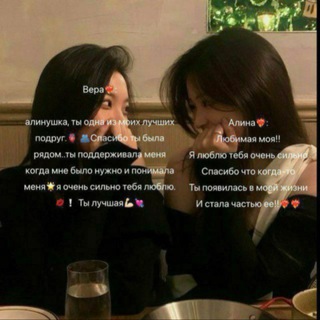 Вера❤️‍🔥:
алинушка, ты одна из моих лучших
подруг.🫀🫂Спасибо ты была
рядом..ты поддерживала меня
когда мне было нужно и понимала
меня🌟я очень сильно тебя люблю.
💋❗ Ты лучшая💪🏻💘
Алина❤️‍🔥:
Любимая моя!!
Я люблю тебя очень сильно
Спасибо что когда-то
Ты появилась в моей жизни
И стала частью ее!!❤️‍🔥❤️‍🔥